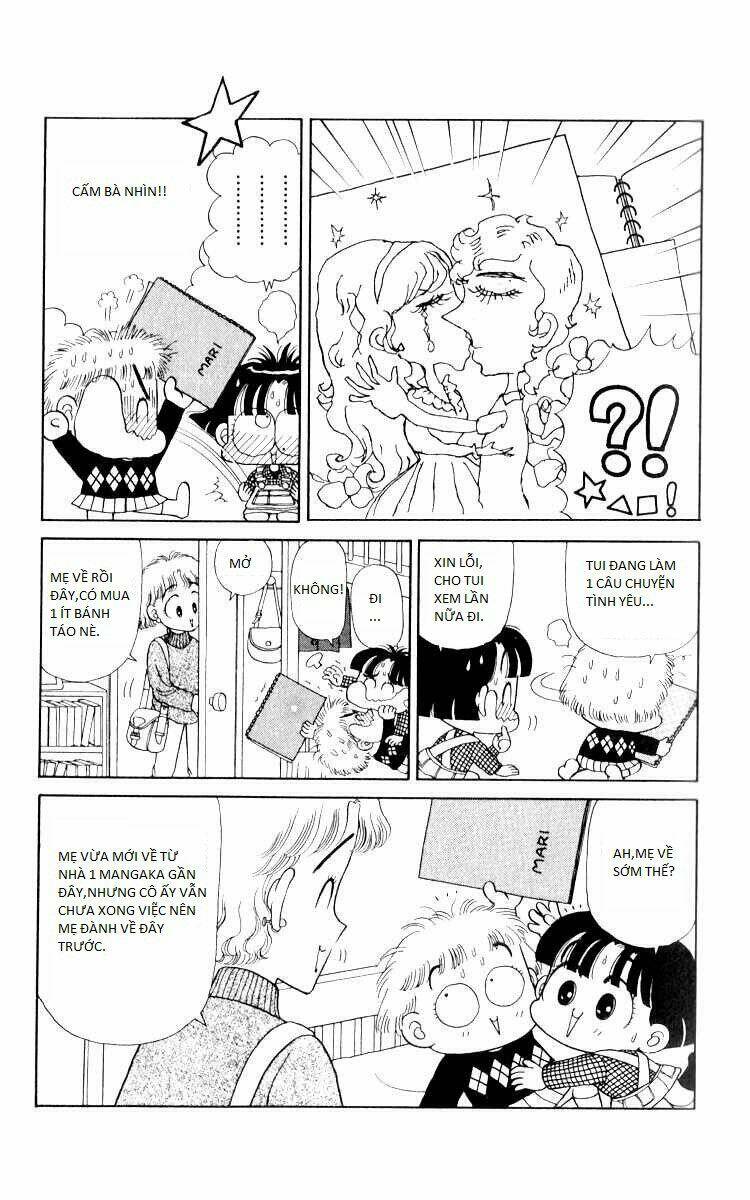 ?!
!
CẤM BÀ NHÌN!!
MARI
TUI ĐANG LÀM
1 CÂU CHUYỆN
TÌNH YÊU...
XIN LỖI,
CHO TUI
XEM LẦN
NỮA ĐI.
ĐI
...
KHÔNG!
MỞ
MẸ VỀ RỒI
ĐÂY,CÓ MUA
1 ÍT BÁNH
TÁO NÈ.
AH,MẸ VỀ
SỚM THẾ?
MARI
MẸ VỪA MỚI VỀ TỪ
NHÀ 1 MANGAKA GẦN
ĐÂY,NHƯNG CÔ ẤY VẪN
CHƯA XONG VIỆC NÊN
MẸ ĐÀNH VỀ ĐÂY
TRƯỚC.